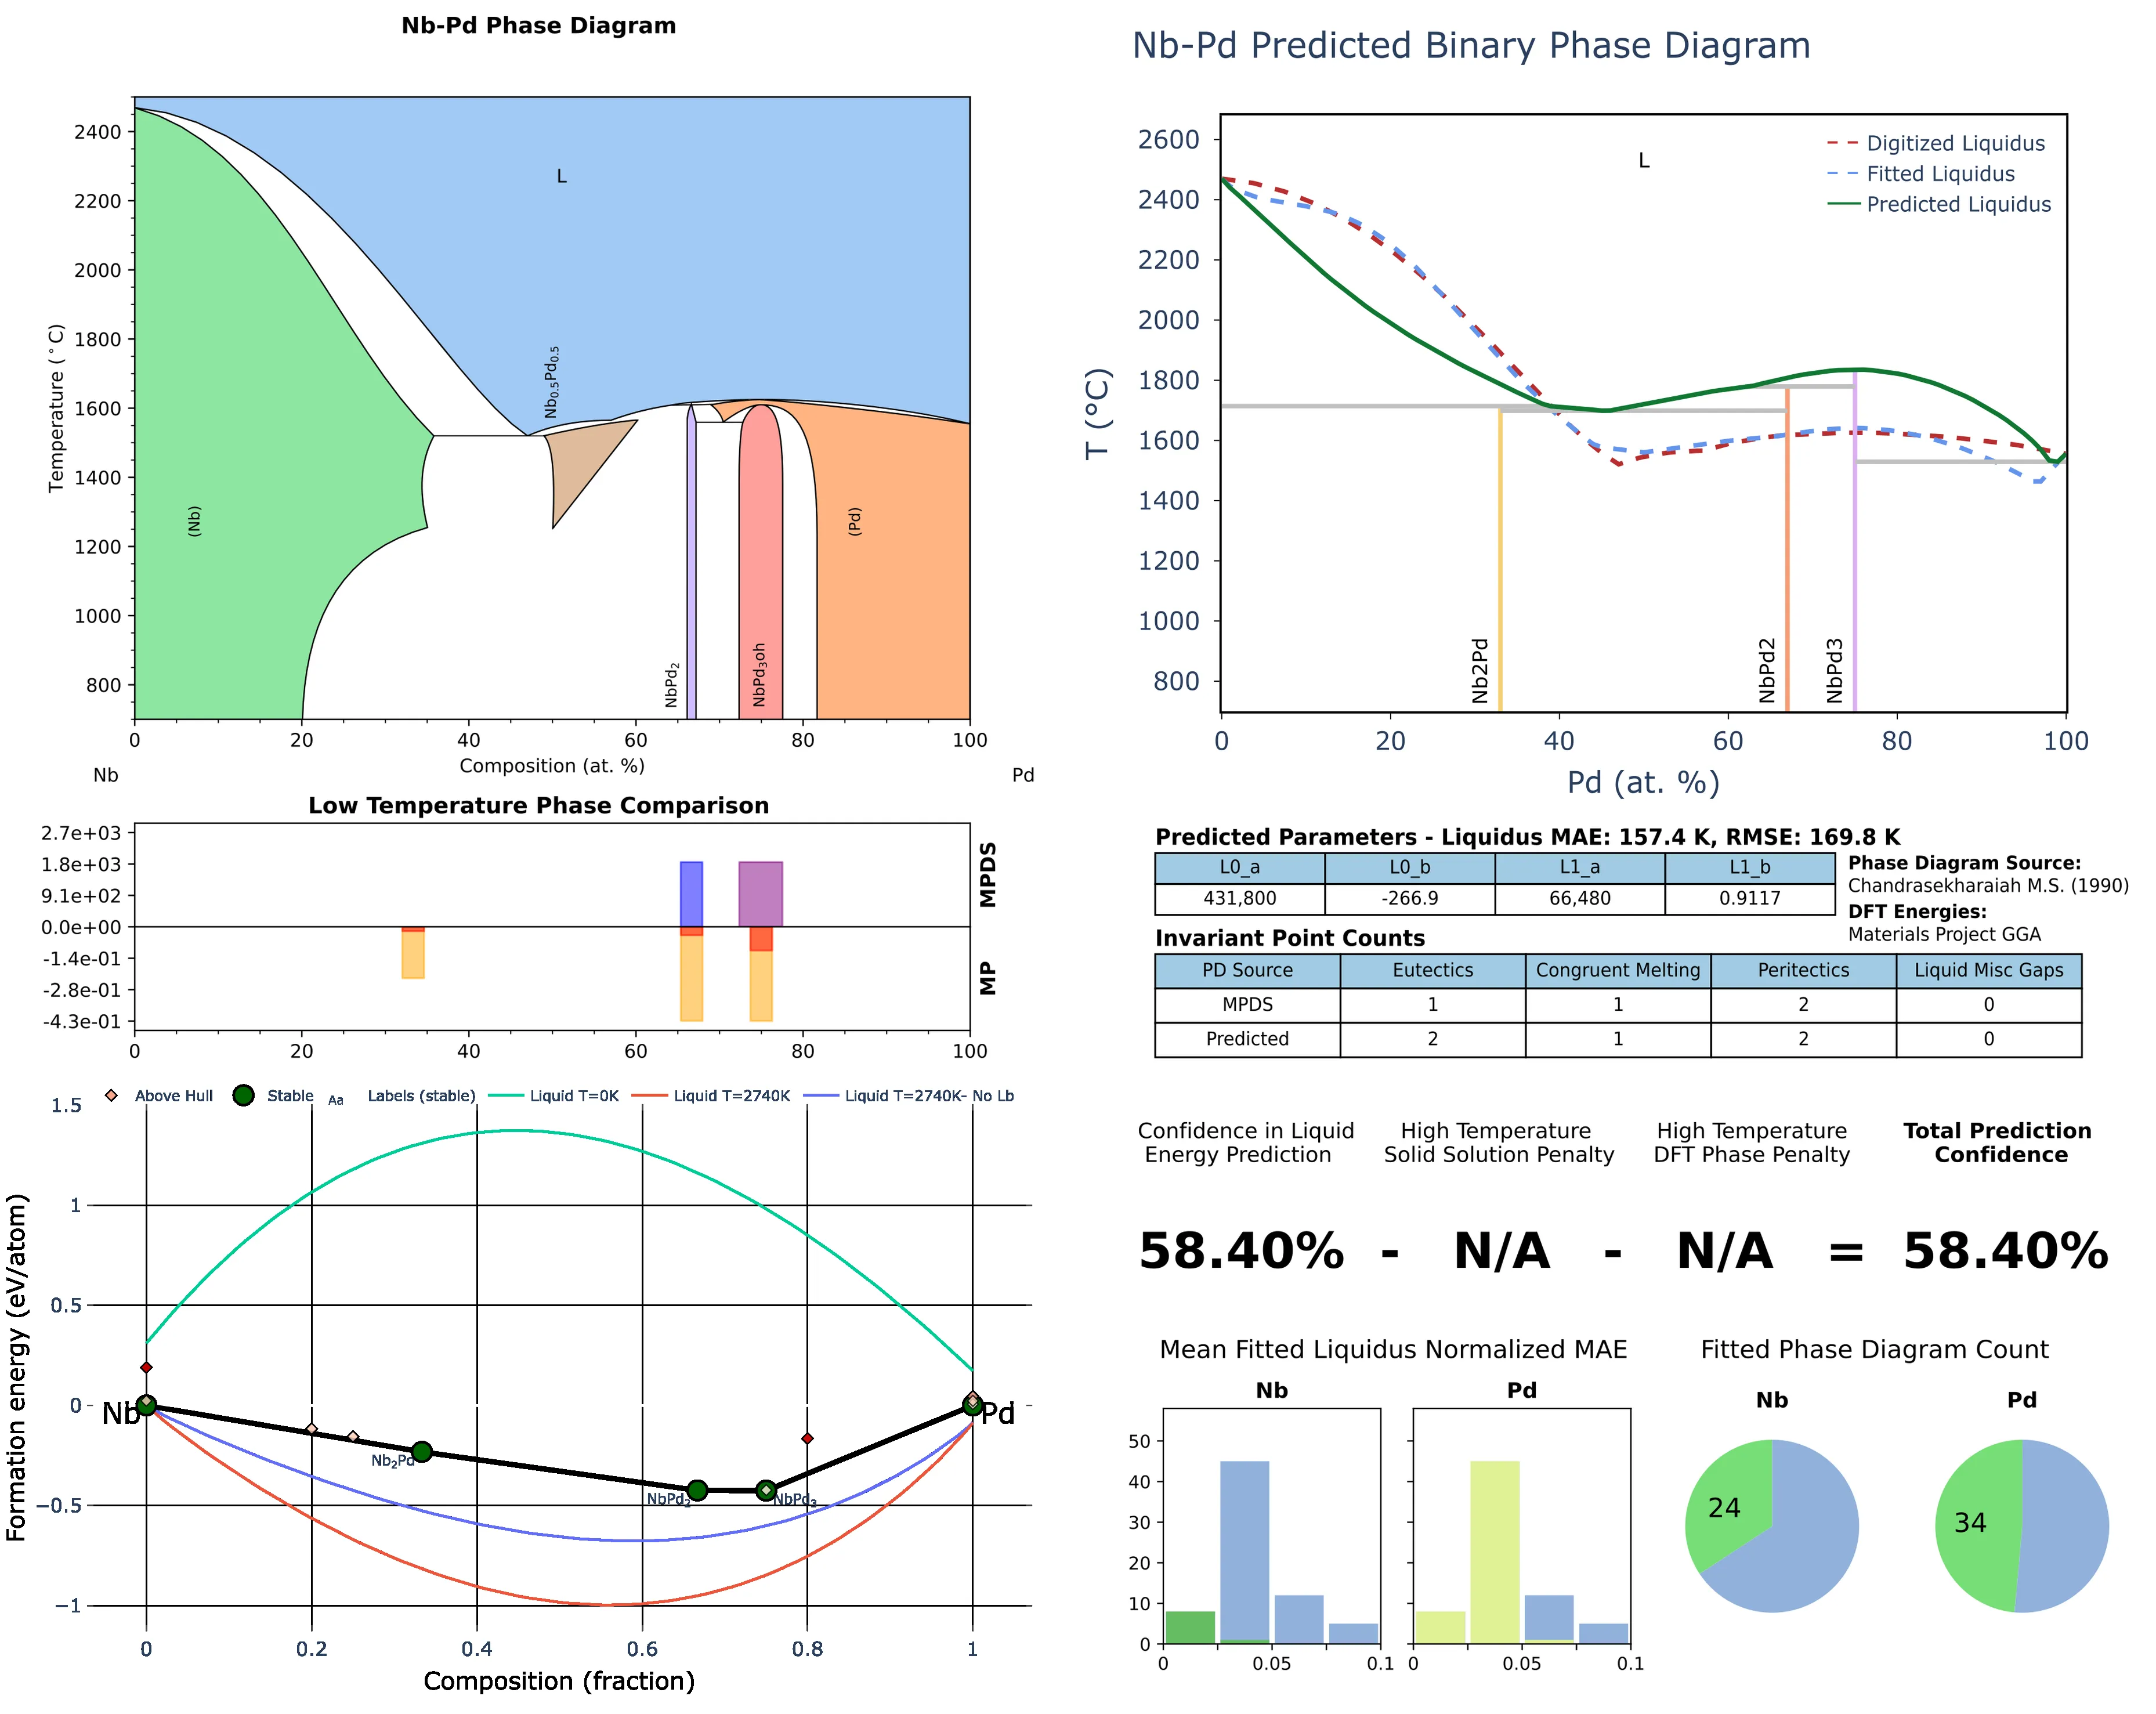 Nb-Pd Phase Diagram
Temperature (°C)
2400
2200
2000
1800
1600
1400
1200
1000
800
L
(Nb)
Nb0.5Pd0.5
NbPd2
NbPd3oh
(Pd)
0 20 40 60 80 100
Composition (at. %)
Nb Pd
Nb-Pd Predicted Binary Phase Diagram
T (°C)
2600
2400
2200
2000
1800
1600
1400
1200
1000
800
L
Digitized Liquidus
Fitted Liquidus
Predicted Liquidus
Nb2Pd
NbPd2
NbPd3
0 20 40 60 80 100
Pd (at. %)
Low Temperature Phase Comparison
2.7e+03
1.8e+03
9.1e+02
0.0e+00
-1.4e-01
-2.8e-01
-4.3e-01
MPDS
MP
0 20 40 60 80 100
Predicted Parameters - Liquidus MAE: 157.4 K, RMSE: 169.8 K
L0_a L0_b L1_a L1_b
431,800 -266.9 66,480 0.9117
Phase Diagram Source:
Chandrasekharaiah M.S. (1990)
DFT Energies:
Materials Project GGA
Invariant Point Counts
PD Source Eutectics Congruent Melting Peritectics Liquid Misc Gaps
MPDS 1 1 2 0
Predicted 2 1 2 0
Above Hull Stable Aa Labels (stable) Liquid T=0K Liquid T=2740K Liquid T=2740K- No Lb
Formation energy (eV/atom)
1.5
1
0.5
0
−0.5
−1
Nb
Pd
Nb2Pd
NbPd2
NbPd3
0 0.2 0.4 0.6 0.8 1
Composition (fraction)
Confidence in Liquid
Energy Prediction
High Temperature
Solid Solution Penalty
High Temperature
DFT Phase Penalty
Total Prediction
Confidence
58.40% - N/A - N/A = 58.40%
Mean Fitted Liquidus Normalized MAE
Nb Pd
50
40
30
20
10
0
0 0.05 0.1
0 0.05 0.1
Fitted Phase Diagram Count
Nb Pd
24
34